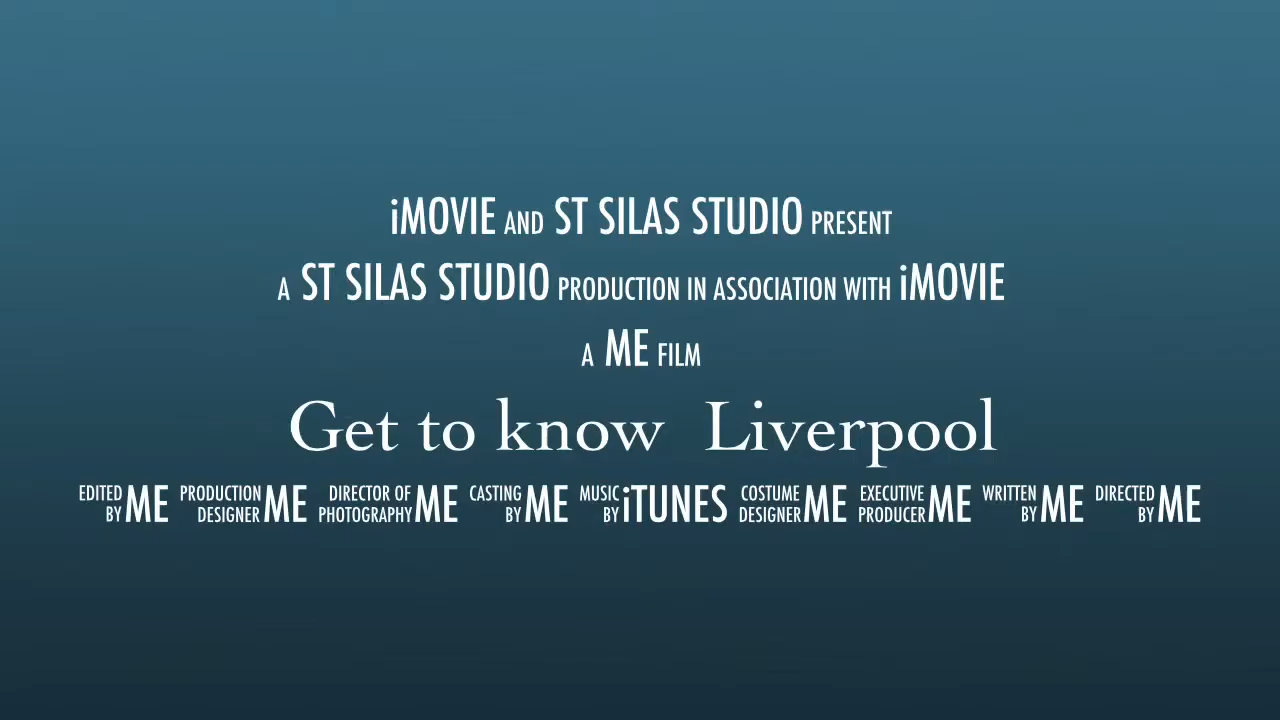 iMOVIE AND ST SILAS STUDIO PRESENT
A ST SILAS STUDIO PRODUCTION IN ASSOCIATION WITH iMOVIE
A ME FILM
Get to know Liverpool
EDITED BY ME PRODUCTION DESIGNER ME DIRECTOR OF PHOTOGRAPHY ME CASTING BY ME MUSIC BY iTUNES COSTUME DESIGNER ME EXECUTIVE PRODUCER ME WRITTEN BY ME DIRECTED BY ME